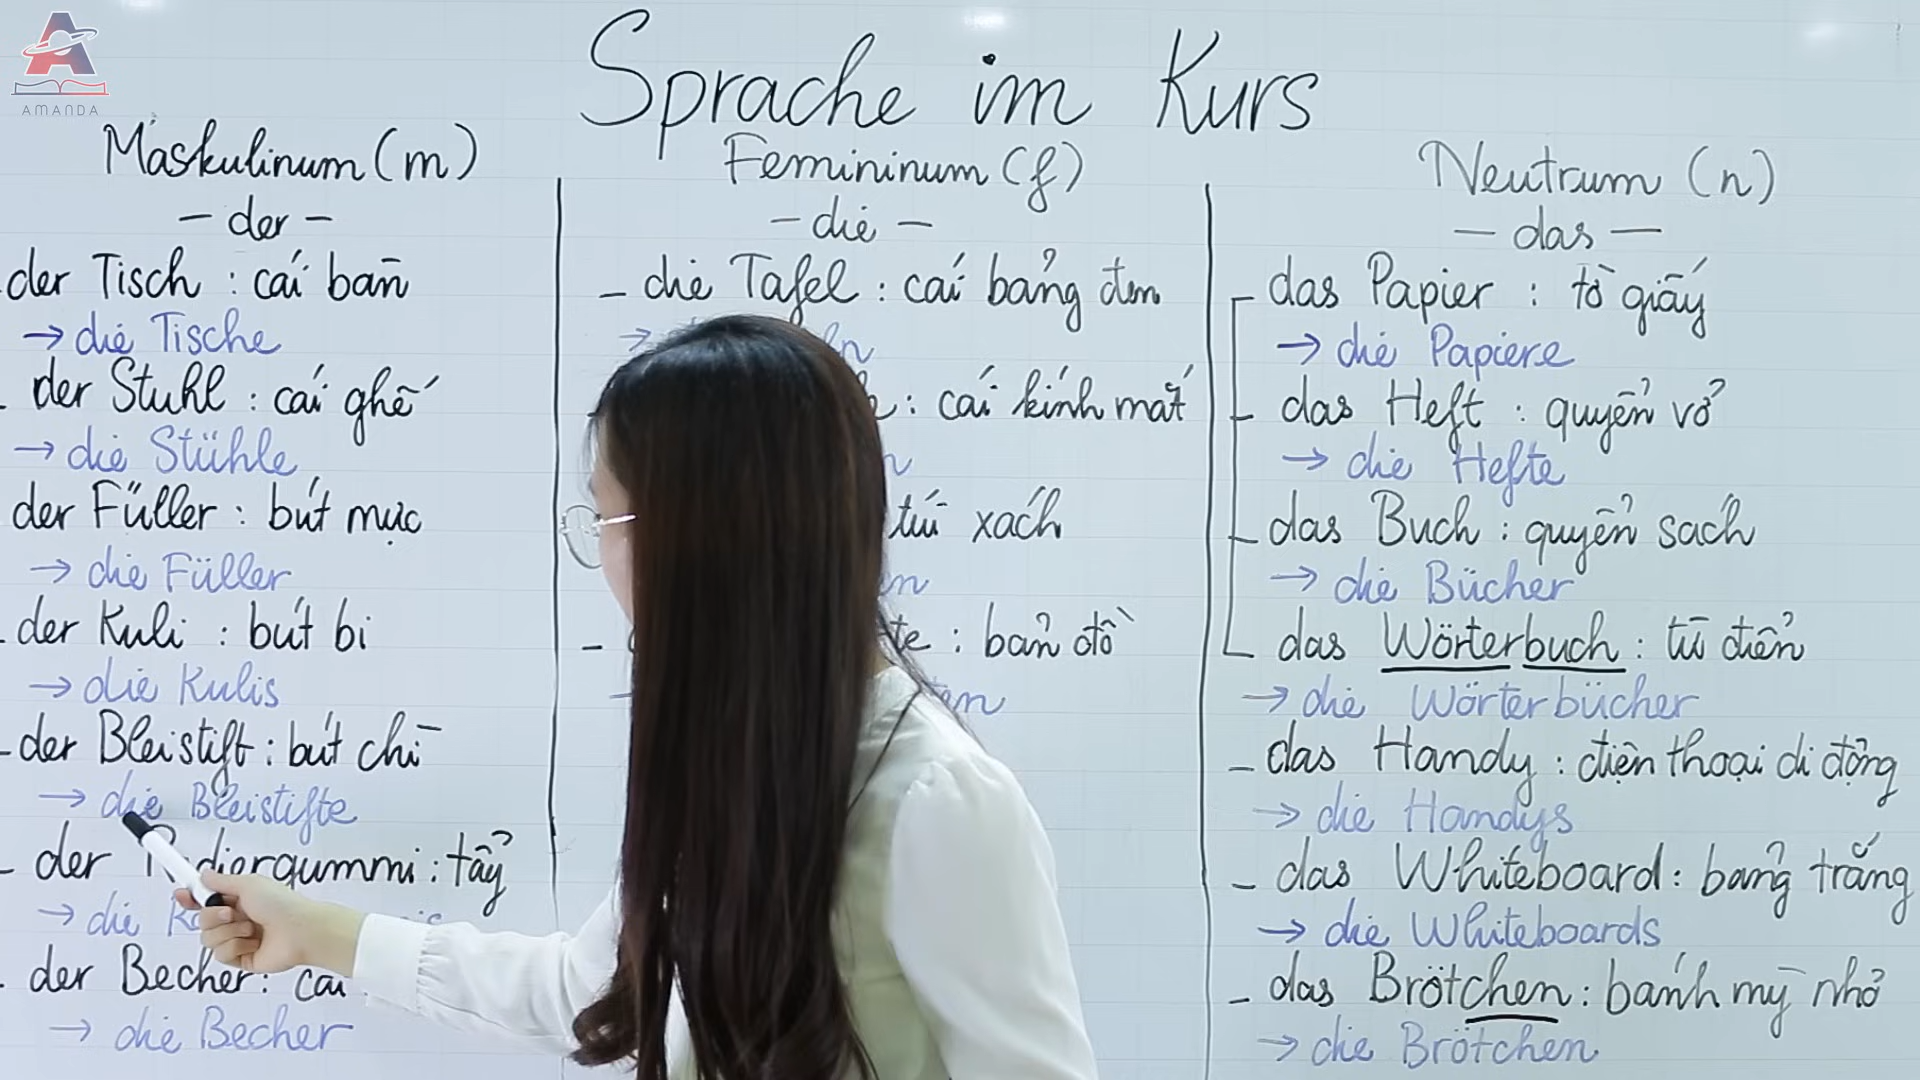 AMANDA
Sprache im Kurs
Maskulinum (m)
- der -
der Tisch : cái bàn
→ die Tische
- der Stuhl : cái ghế
→ die Stühle
der Füller : bút mực
→ die Füller
- der Kuli : bút bi
→ die Kulis
- der Bleistift : bút chì
→ die Bleistifte
- der : tẩy
→ die
- der Becher : cái
→ die Becher
Femininum (f)
- die -
- die Tafel : cái bảng đen
→
: cái kính mắt
túi xách
- : bản đồ
→
Neutrum (n)
- das -
- das Papier : tờ giấy
→ die Papiere
- das Heft : quyển vở
→ die Hefte
- das Buch : quyển sách
→ die Bücher
- das Wörterbuch : từ điển
→ die Wörterbücher
- das Handy : điện thoại di động
→ die Handys
- das Whiteboard : bảng trắng
→ die Whiteboards
- das Brötchen : bánh mỳ nhỏ
→ die Brötchen